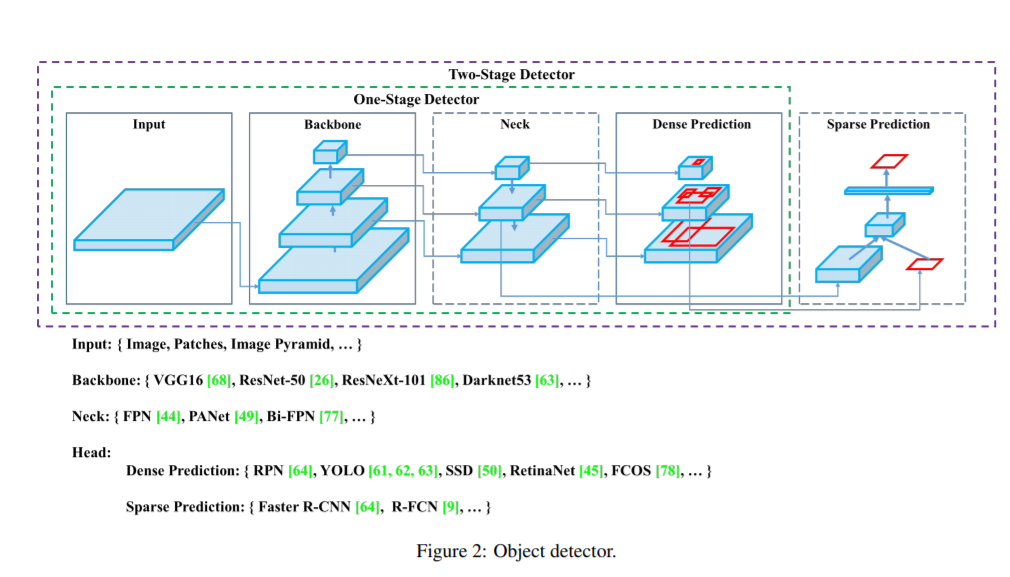 Two-Stage Detector
One-Stage Detector
Input
Backbone
Neck
Dense Prediction
Sparse Prediction
Input: { Image, Patches, Image Pyramid, … }
Backbone: { VGG16 [68], ResNet-50 [26], ResNeXt-101 [86], Darknet53 [63], … }
Neck: { FPN [44], PANet [49], Bi-FPN [77], … }
Head:
Dense Prediction: { RPN [64], YOLO [61, 62, 63], SSD [50], RetinaNet [45], FCOS [78], … }
Sparse Prediction: { Faster R-CNN [64], R-FCN [9], … }
Figure 2: Object detector.